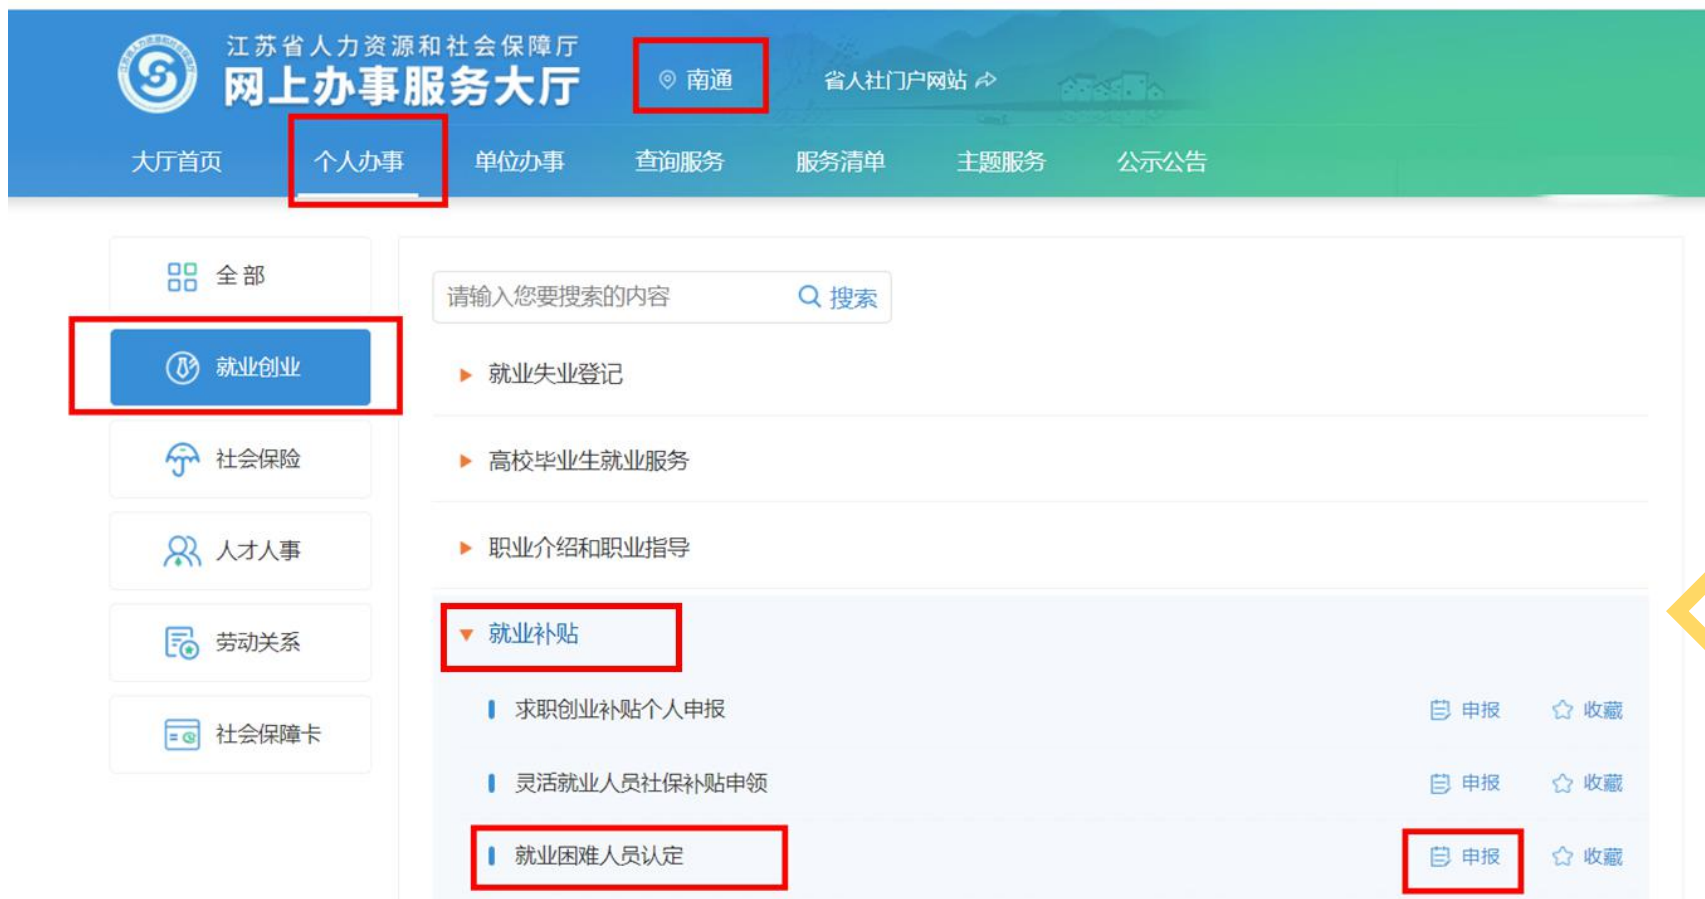 江苏省人力资源和社会保障厅
网上办事服务大厅
南通
省人社门户网站
大厅首页 个人办事 单位办事 查询服务 服务清单 主题服务 公示公告
全部
就业创业
社会保险
人才人事
劳动关系
社会保障卡
请输入您要搜索的内容 搜索
就业失业登记
高校毕业生就业服务
职业介绍和职业指导
就业补贴
求职创业补贴个人申报 申报 收藏
灵活就业人员社保补贴申领 申报 收藏
就业困难人员认定 申报 收藏